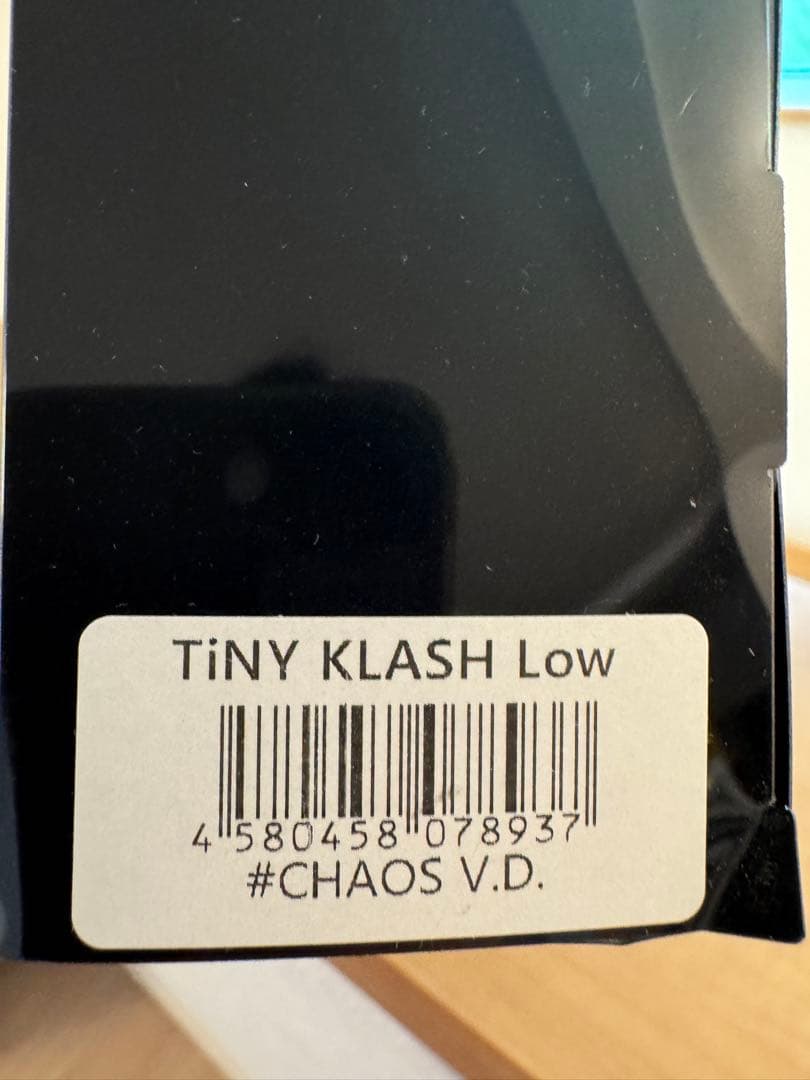 TiNY KLASH Low
4 580458 078937
#CHAOS V.D.